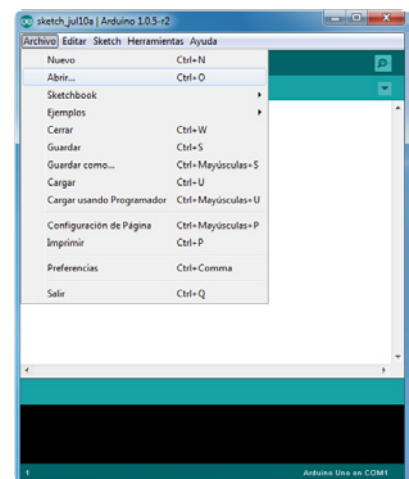 sketch_jul10a | Arduino 1.0.5-r2
Archivo Editar Sketch Herramientas Ayuda
Nuevo Ctrl+N
Abrir... Ctrl+O
Sketchbook
Ejemplos
Cerrar Ctrl+W
Guardar Ctrl+S
Guardar como... Ctrl+Mayúsculas+S
Cargar Ctrl+U
Cargar usando Programador Ctrl+Mayúsculas+U
Configuración de Página Ctrl+Mayúsculas+P
Imprimir Ctrl+P
Preferencias Ctrl+Comma
Salir Ctrl+Q
1 Arduino Uno en COM1